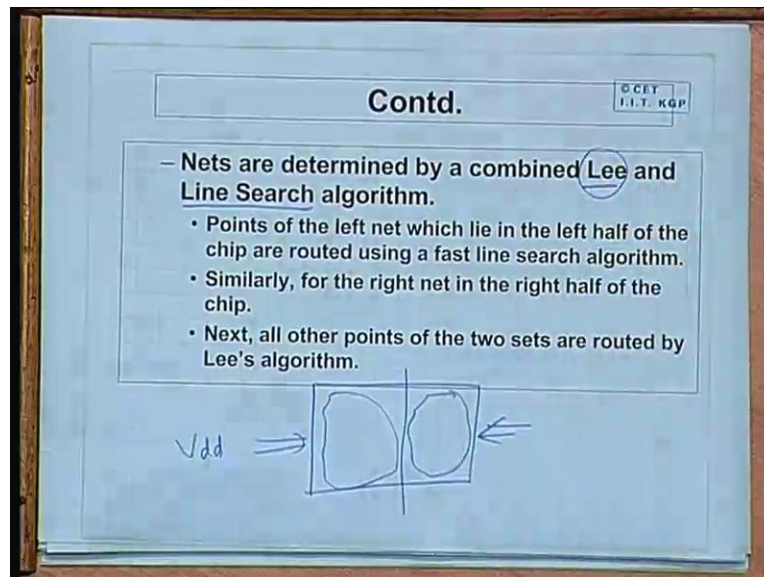 Contd.
© CET
I.I.T. KGP
– Nets are determined by a combined Lee and
Line Search algorithm.
• Points of the left net which lie in the left half of the
chip are routed using a fast line search algorithm.
• Similarly, for the right net in the right half of the
chip.
• Next, all other points of the two sets are routed by
Lee's algorithm.
Vdd